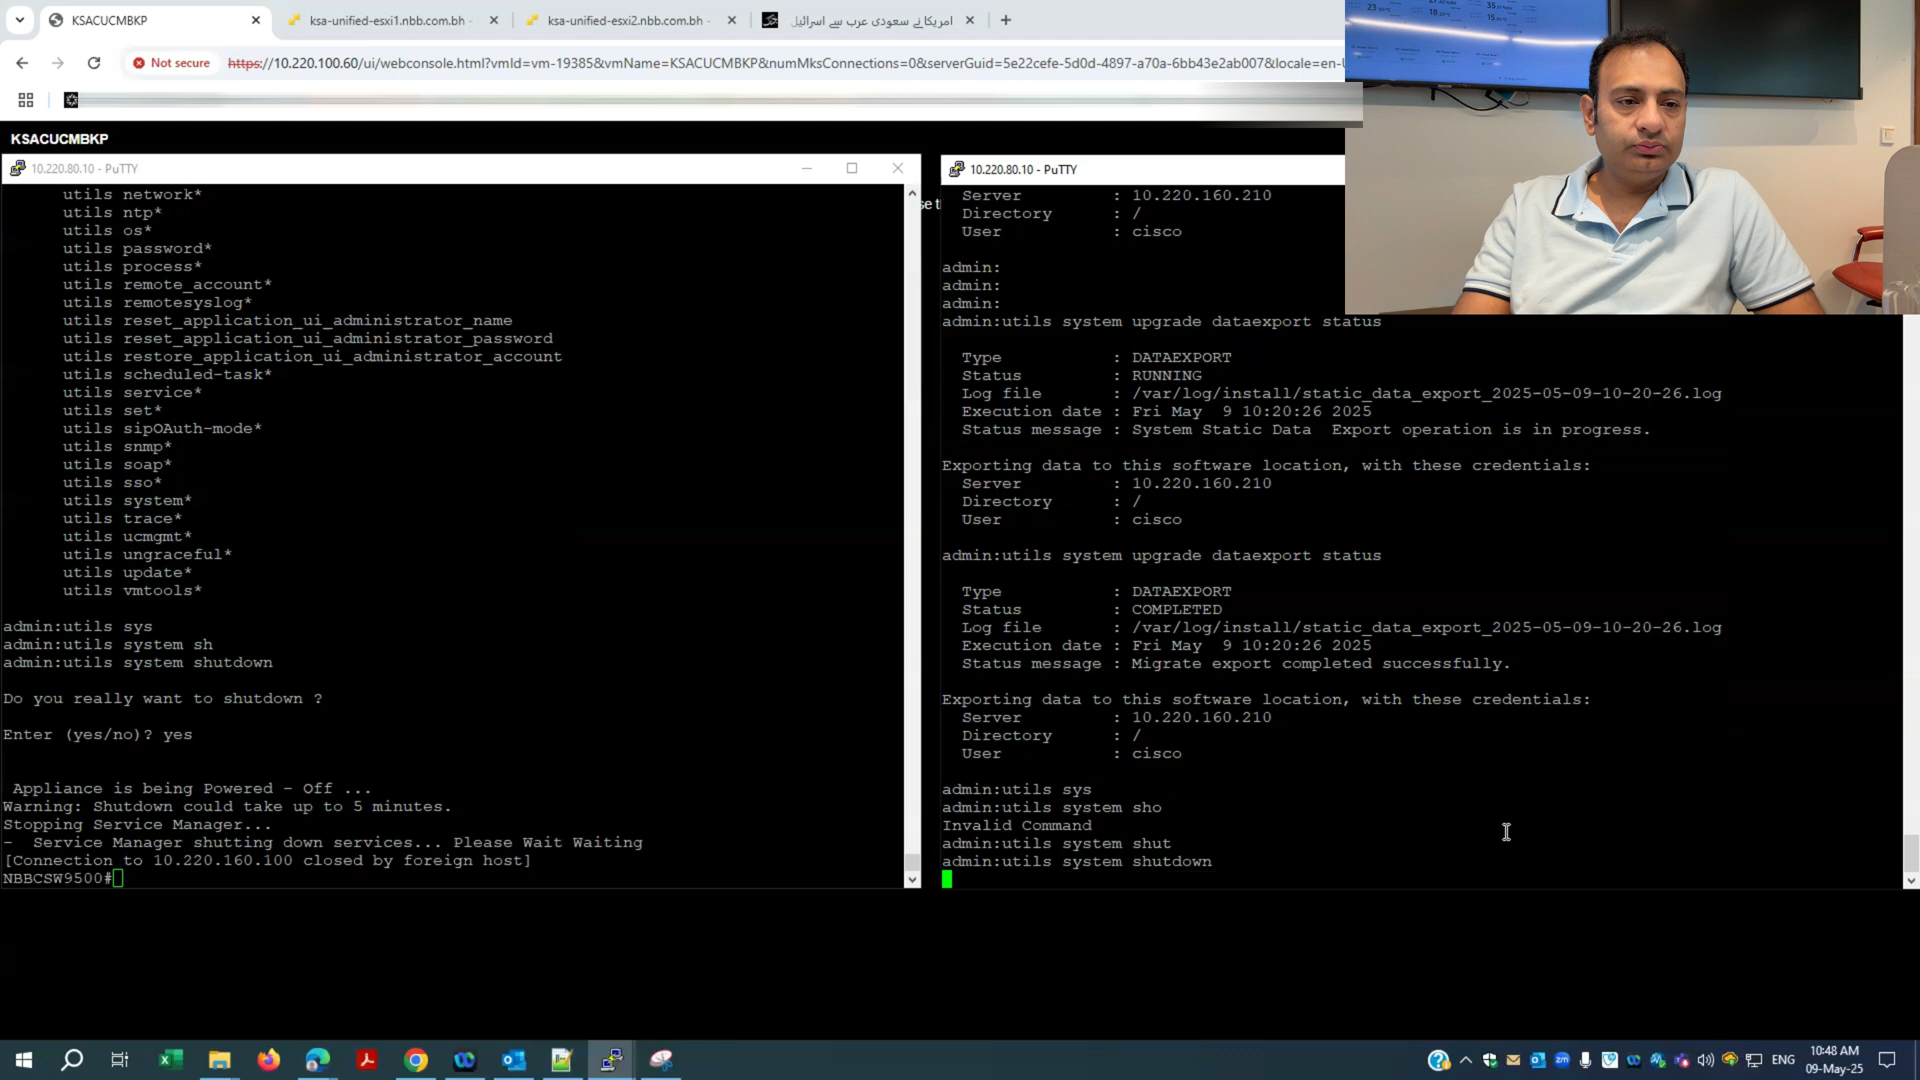 KSACUCMBKP
ksa-unified-esxi1.nbb.com.bh -
ksa-unified-esxi2.nbb.com.bh -
امریکا نے سعودی عرب سے اسرائیل
Not secure
https://10.220.100.60/ui/webconsole.html?vmId=vm-19385&vmName=KSACUCMBKP&numMksConnections=0&serverGuid=5e22cefe-5d0d-4897-a70a-6bb43e2ab007&locale=en-U
KSACUCMBKP
10.220.80.10 - PuTTY
utils network*
utils ntp*
utils os*
utils password*
utils process*
utils remote_account*
utils remotesyslog*
utils reset_application_ui_administrator_name
utils reset_application_ui_administrator_password
utils restore_application_ui_administrator_account
utils scheduled-task*
utils service*
utils set*
utils sipOAuth-mode*
utils snmp*
utils soap*
utils sso*
utils system*
utils trace*
utils ucmgmt*
utils ungraceful*
utils update*
utils vmtools*
admin:utils sys
admin:utils system sh
admin:utils system shutdown
Do you really want to shutdown ?
Enter (yes/no)? yes
Appliance is being Powered - Off ...
Warning: Shutdown could take up to 5 minutes.
Stopping Service Manager...
- Service Manager shutting down services... Please Wait Waiting
[Connection to 10.220.160.100 closed by foreign host]
NBBCSW9500#
se t
10.220.80.10 - PuTTY
Server : 10.220.160.210
Directory : /
User : cisco
admin:
admin:
admin:
admin:utils system upgrade dataexport status
Type : DATAEXPORT
Status : RUNNING
Log file : /var/log/install/static_data_export_2025-05-09-10-20-26.log
Execution date : Fri May 9 10:20:26 2025
Status message : System Static Data Export operation is in progress.
Exporting data to this software location, with these credentials:
Server : 10.220.160.210
Directory : /
User : cisco
admin:utils system upgrade dataexport status
Type : DATAEXPORT
Status : COMPLETED
Log file : /var/log/install/static_data_export_2025-05-09-10-20-26.log
Execution date : Fri May 9 10:20:26 2025
Status message : Migrate export completed successfully.
Exporting data to this software location, with these credentials:
Server : 10.220.160.210
Directory : /
User : cisco
admin:utils sys
admin:utils system sho
Invalid Command
admin:utils system shut
admin:utils system shutdown
ENG
10:48 AM
09-May-25